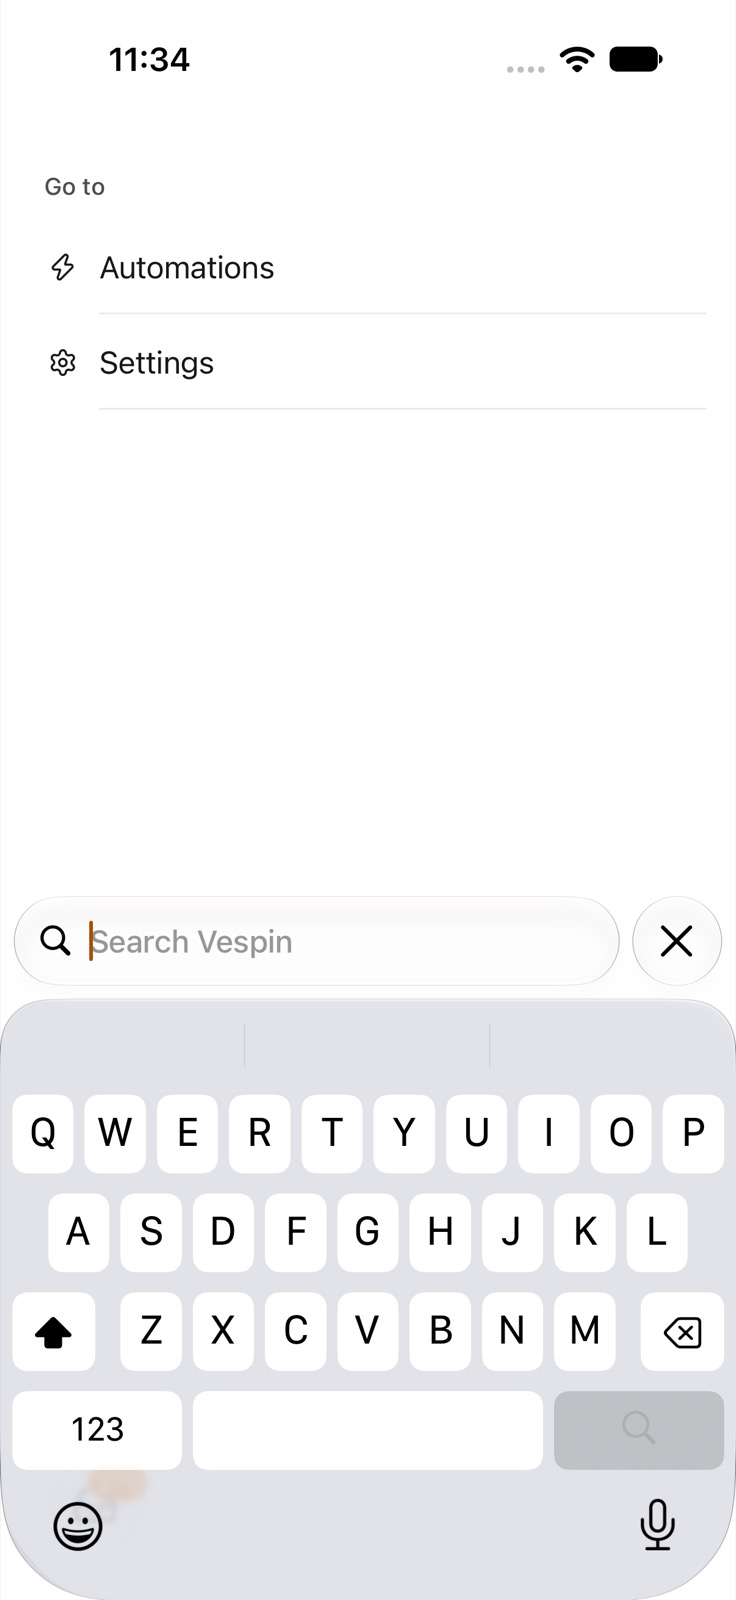 11:34
Go to
Automations
Settings
Search Vespin
Q W E R T Y U I O P
A S D F G H J K L
Z X C V B N M
123